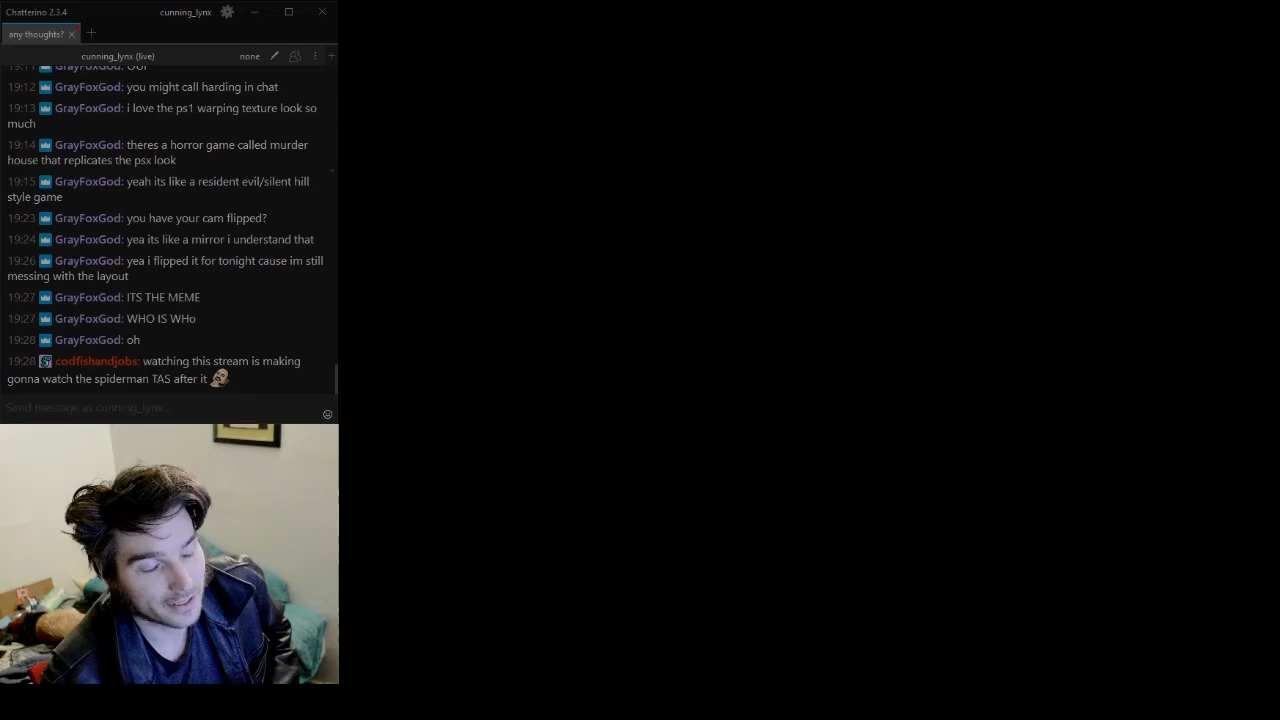 Chatterino 2.3.4
cunning_lynx
any thoughts?
cunning_lynx (live)
none
19:12 GrayFoxGod: you might call harding in chat
19:13 GrayFoxGod: i love the ps1 warping texture look so
much
19:14 GrayFoxGod: theres a horror game called murder
house that replicates the psx look
19:15 GrayFoxGod: yeah its like a resident evil/silent hill
style game
19:23 GrayFoxGod: you have your cam flipped?
19:24 GrayFoxGod: yea its like a mirror i understand that
19:26 GrayFoxGod: yea i flipped it for tonight cause im still
messing with the layout
19:27 GrayFoxGod: ITS THE MEME
19:27 GrayFoxGod: WHO IS WHo
19:28 GrayFoxGod: oh
19:28 codfishandjobs: watching this stream is making
gonna watch the spiderman TAS after it
Send message as cunning_lynx...